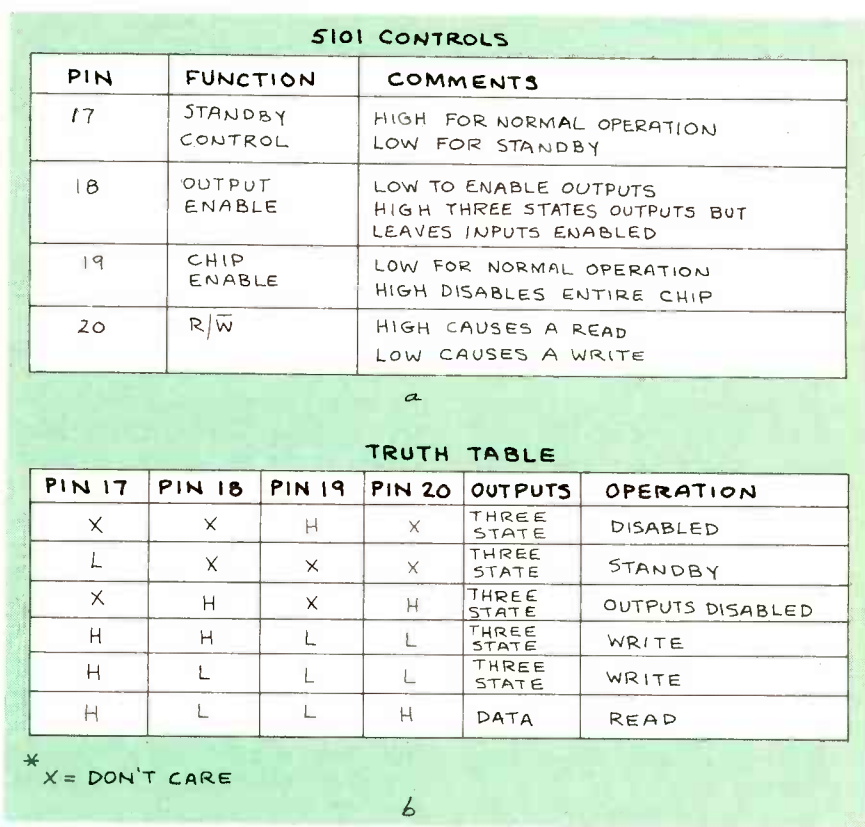 5101 CONTROLS
PIN FUNCTION COMMENTS
17 STANDBY CONTROL HIGH FOR NORMAL OPERATION
LOW FOR STANDBY
18 OUTPUT ENABLE LOW TO ENABLE OUTPUTS
HIGH THREE STATES OUTPUTS BUT
LEAVES INPUTS ENABLED
19 CHIP ENABLE LOW FOR NORMAL OPERATION
HIGH DISABLES ENTIRE CHIP
20 R/W̅ HIGH CAUSES A READ
LOW CAUSES A WRITE
a
TRUTH TABLE
PIN 17 PIN 18 PIN 19 PIN 20 OUTPUTS OPERATION
X X H X THREE STATE DISABLED
L X X X THREE STATE STANDBY
X H X H THREE STATE OUTPUTS DISABLED
H H L L THREE STATE WRITE
H L L L THREE STATE WRITE
H L L H DATA READ
* X = DON'T CARE
b